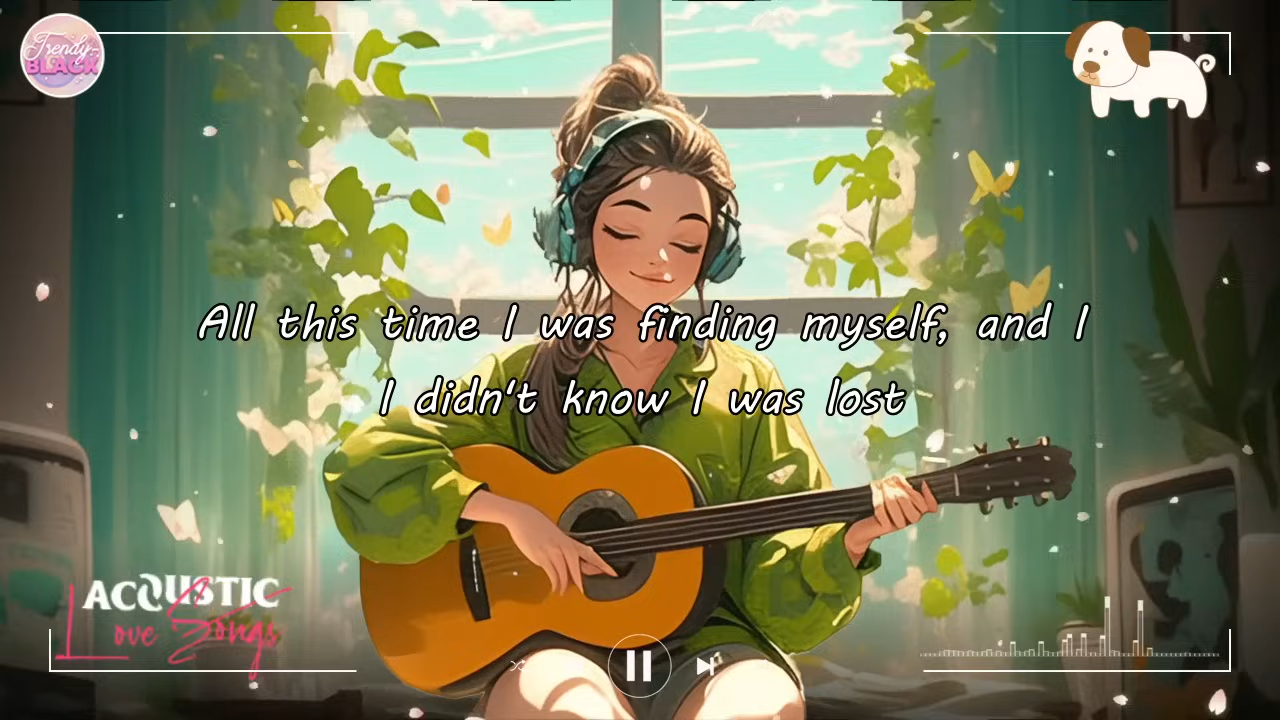 Trendy-
BLACK
All this time I was finding myself, and I
I didn't know I was lost
ACOUSTIC
Love Songs